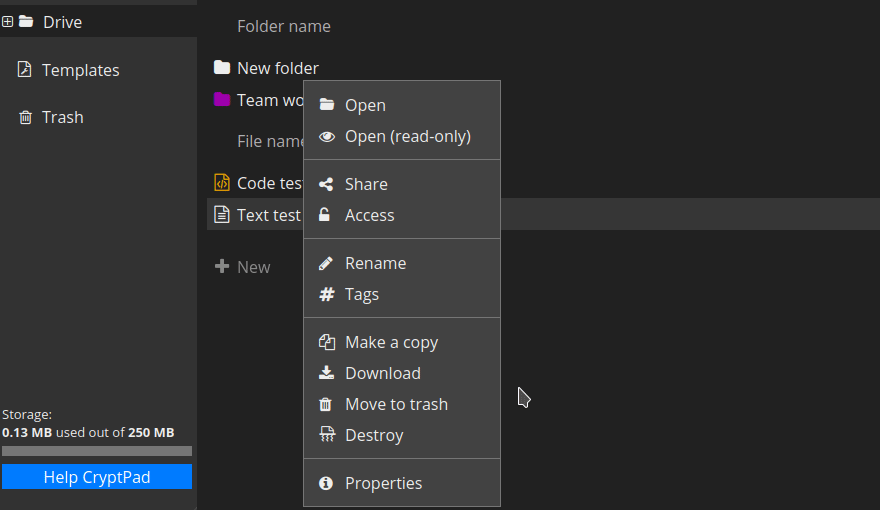 Drive
Templates
Trash
Storage:
0.13 MB used out of 250 MB
Help CryptPad
Folder name
New folder
Team wo
File name
Code tes
Text test
New
Open
Open (read-only)
Share
Access
Rename
Tags
Make a copy
Download
Move to trash
Destroy
Properties